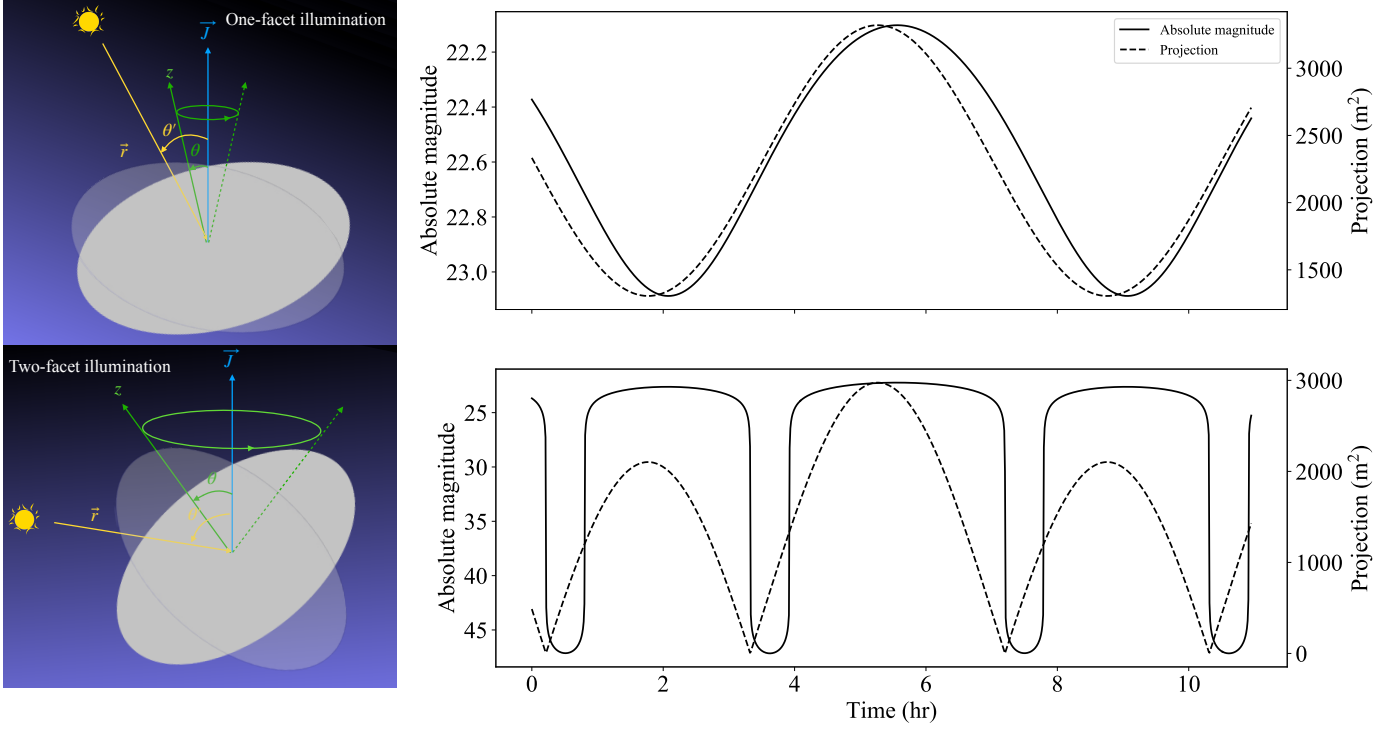 One-facet illumination
J
z
θ′
r
θ
Two-facet illumination
J
z
θ
r
Absolute magnitude
22.2
22.4
22.6
22.8
23.0
Absolute magnitude
Projection
3000
2500
2000
1500
Projection (m²)
Absolute magnitude
25
30
35
40
45
3000
2000
1000
0
Projection (m²)
0 2 4 6 8 10
Time (hr)